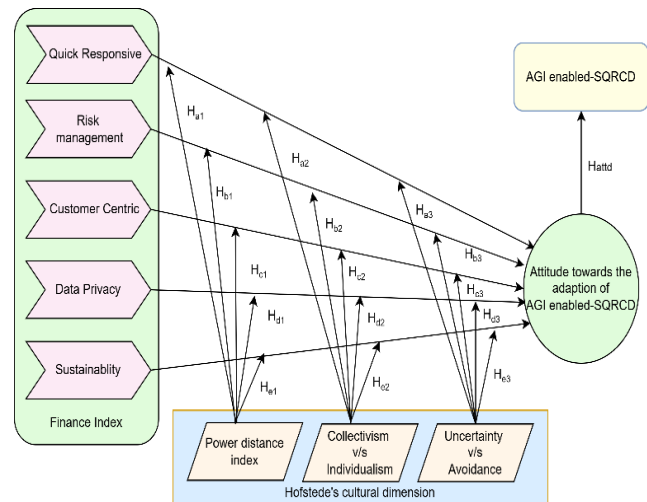 Quick Responsive
Risk
management
Customer Centric
Data Privacy
Sustainablity
Finance Index
Ha1
Ha2
Ha3
Hb1
Hb2
Hb3
Hc1
Hc2
Hc3
Hd1
Hd2
Hd3
He1
He2
He3
AGI enabled-SQRCD
Hattd
Attitude towards the
adaption of
AGI enabled-SQRCD
Power distance
index
Collectivism
v/s
Individualism
Uncertainty
v/s
Avoidance
Hofstede's cultural dimension